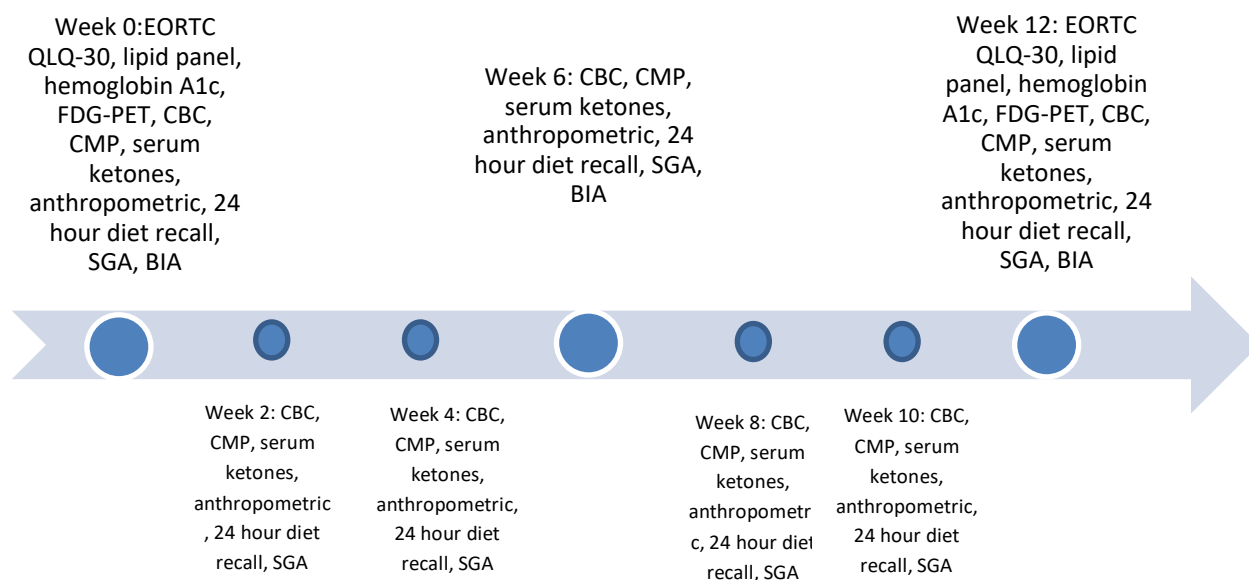 Week 0:EORTC
QLQ-30, lipid panel,
hemoglobin A1c,
FDG-PET, CBC,
CMP, serum
ketones,
anthropometric, 24
hour diet recall,
SGA, BIA
Week 6: CBC, CMP,
serum ketones,
anthropometric, 24
hour diet recall, SGA,
BIA
Week 12: EORTC
QLQ-30, lipid
panel, hemoglobin
A1c, FDG-PET, CBC,
CMP, serum
ketones,
anthropometric, 24
hour diet recall,
SGA, BIA
Week 2: CBC,
CMP, serum
ketones,
anthropometric
, 24 hour diet
recall, SGA
Week 4: CBC,
CMP, serum
ketones,
anthropometric,
24 hour diet
recall, SGA
Week 8: CBC,
CMP, serum
ketones,
anthropometr
c, 24 hour diet
recall, SGA
Week 10: CBC,
CMP, serum
ketones,
anthropometric,
24 hour diet
recall, SGA